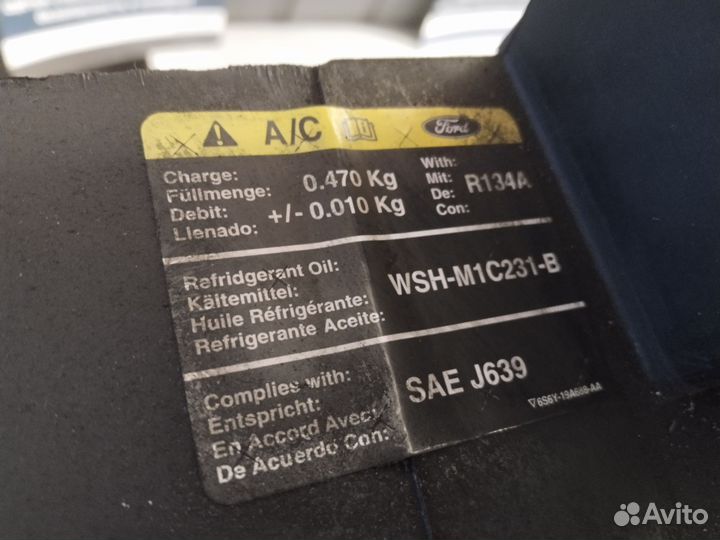 A/C Ford
Charge: 0.470 Kg With: R134A
Füllmenge: +/- 0.010 Kg Mit:
Debit: De:
Llenado: Con:
Refridgerant Oil: WSH-M1C231-B
Kältemittel:
Huile Réfrigérante:
Refrigerante Aceite:
Complies with: SAE J639
Entspricht:
En Accord Avec:
De Acuerdo Con:
6S6Y-19A688-AA
Avito